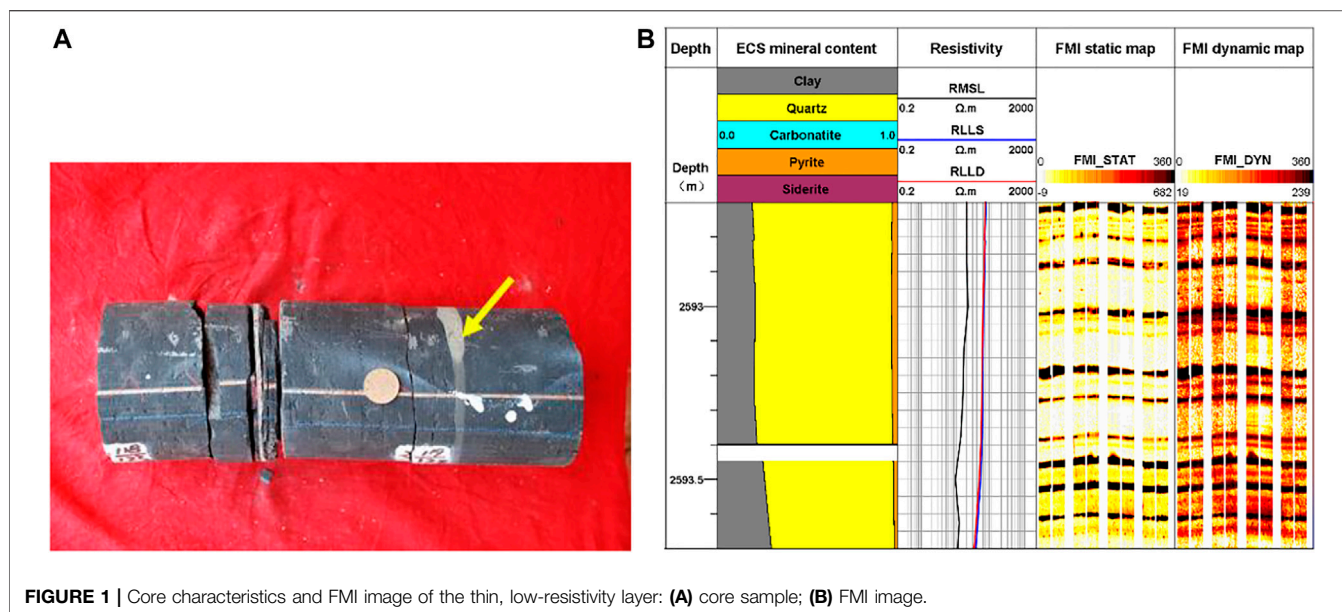 A
B
Depth ECS mineral content Resistivity FMI static map FMI dynamic map
Clay
Quartz
0.0 Carbonatite 1.0
Pyrite
Siderite
Depth
(m)
RMSL
0.2 Ω.m 2000
RLLS
0.2 Ω.m 2000
RLLD
0.2 Ω.m 2000
0 FMI_STAT 360
-9 682
0 FMI_DYN 360
19 239
2593
2593.5
FIGURE 1 | Core characteristics and FMI image of the thin, low-resistivity layer: (A) core sample; (B) FMI image.